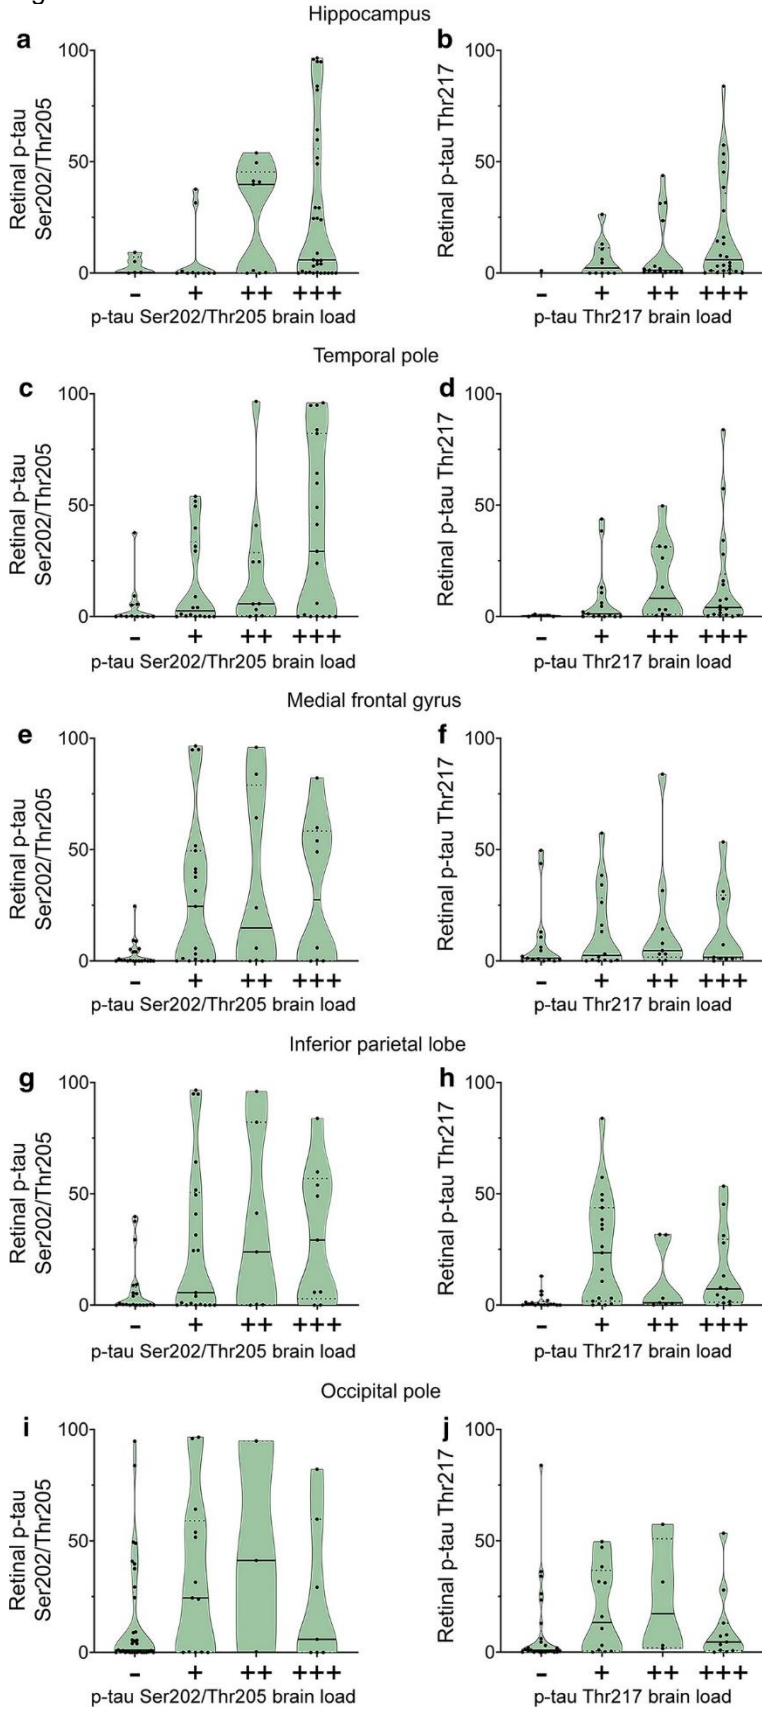 Hippocampus
a
b
100
50
0
Retinal p-tau
Ser202/Thr205
- + ++ +++
p-tau Ser202/Thr205 brain load
100
50
0
Retinal p-tau Thr217
- + ++ +++
p-tau Thr217 brain load
Temporal pole
c
d
100
50
0
Retinal p-tau
Ser202/Thr205
- + ++ +++
p-tau Ser202/Thr205 brain load
100
50
0
Retinal p-tau Thr217
- + ++ +++
p-tau Thr217 brain load
Medial frontal gyrus
e
f
100
50
0
Retinal p-tau
Ser202/Thr205
- + ++ +++
p-tau Ser202/Thr205 brain load
100
50
0
Retinal p-tau Thr217
- + ++ +++
p-tau Thr217 brain load
Inferior parietal lobe
g
h
100
50
0
Retinal p-tau
Ser202/Thr205
- + ++ +++
p-tau Ser202/Thr205 brain load
100
50
0
Retinal p-tau Thr217
- + ++ +++
p-tau Thr217 brain load
Occipital pole
i
j
100
50
0
Retinal p-tau
Ser202/Thr205
- + ++ +++
p-tau Ser202/Thr205 brain load
100
50
0
Retinal p-tau Thr217
- + ++ +++
p-tau Thr217 brain load